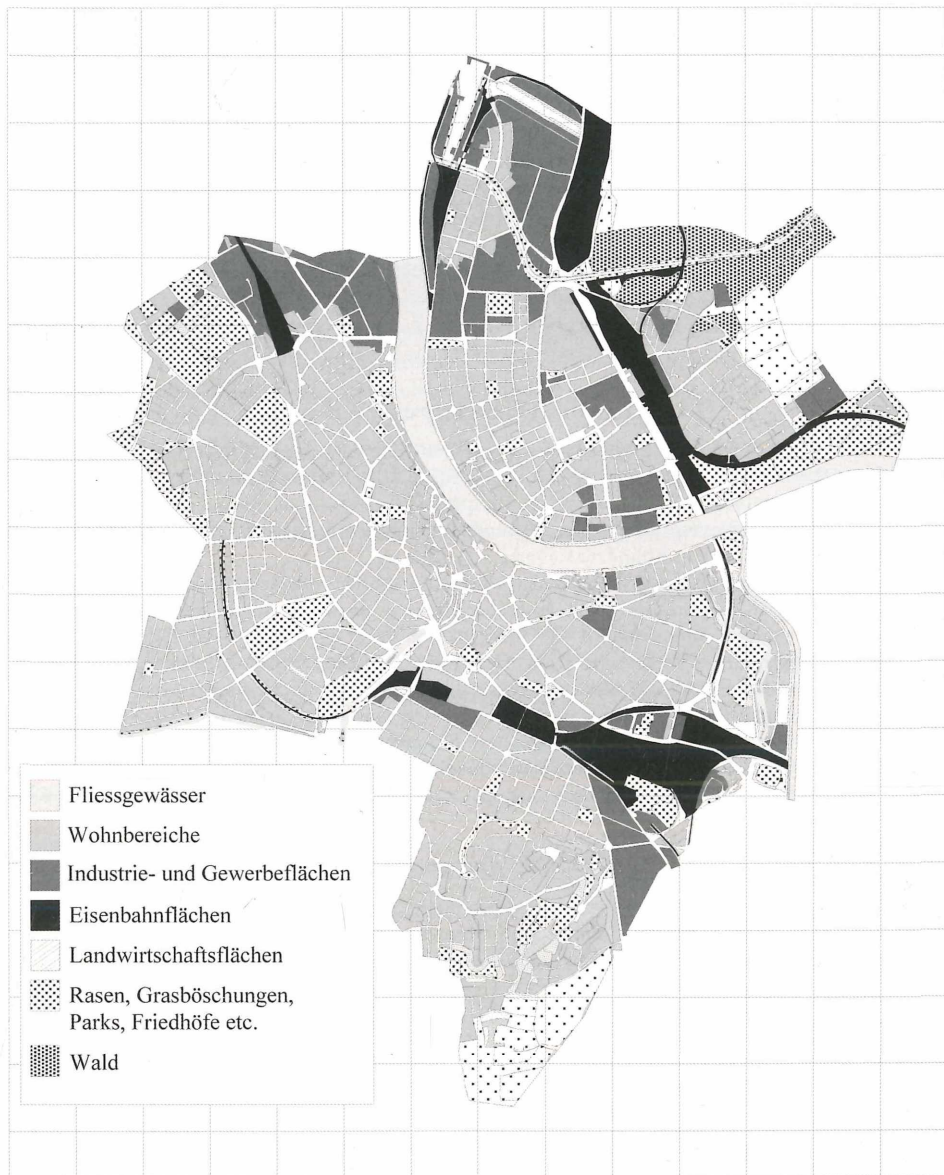 Fliessgewässer
Wohnbereiche
Industrie- und Gewerbeflächen
Eisenbahnflächen
Landwirtschaftsflächen
Rasen, Grasböschungen,
Parks, Friedhöfe etc.
Wald